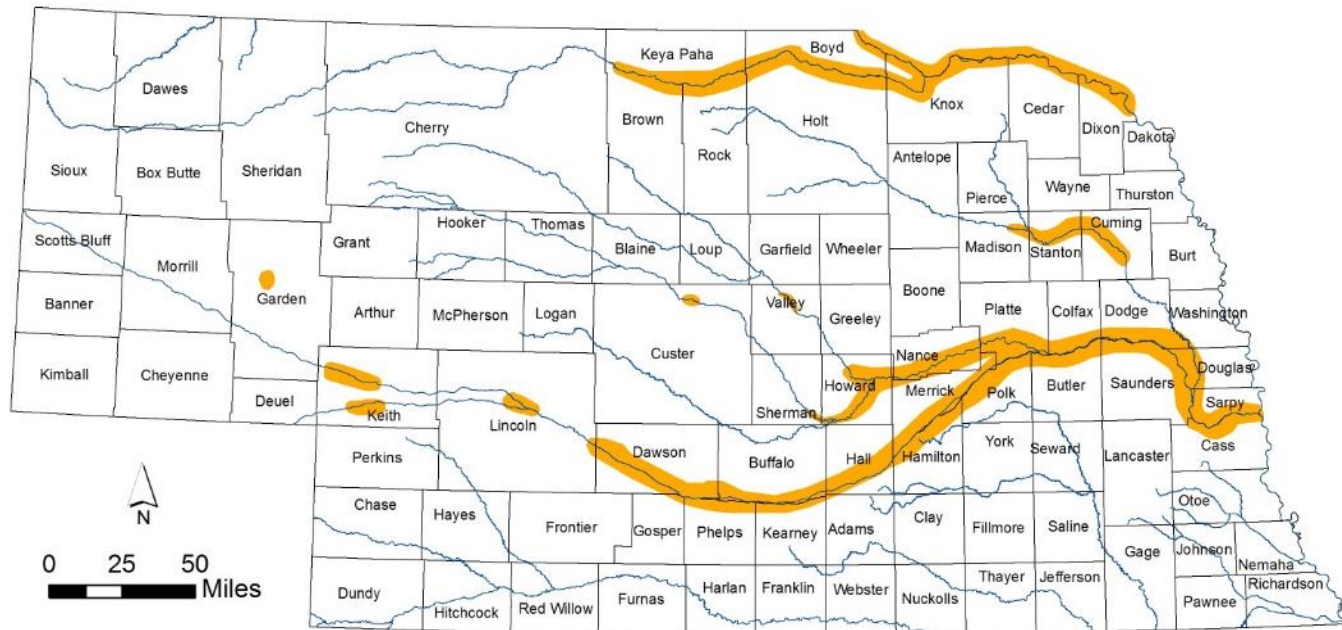 Keya Paha
Boyd
Dawes
Knox
Cedar
Cherry
Brown
Holt
Dixon
Dakota
Rock
Sioux
Box Butte
Sheridan
Antelope
Pierce
Wayne
Thurston
Scotts Bluff
Morrill
Grant
Hooker
Thomas
Blaine
Loup
Garfield
Wheeler
Madison
Stanton
Cuming
Burt
Banner
Garden
Arthur
McPherson
Logan
Valley
Greeley
Boone
Platte
Colfax
Dodge
Washington
Kimball
Cheyenne
Custer
Nance
Howard
Merrick
Polk
Butler
Saunders
Douglas
Sarpy
Deuel
Keith
Lincoln
Sherman
Cass
Perkins
Dawson
Buffalo
Hall
Hamilton
York
Seward
Lancaster
Otoe
Chase
Hayes
Frontier
Gosper
Phelps
Kearney
Adams
Clay
Fillmore
Saline
Gage
Johnson
Nemaha
Richardson
Dundy
Hitchcock
Red Willow
Furnas
Harlan
Franklin
Webster
Nuckolls
Thayer
Jefferson
Pawnee
N
0 25 50
Miles